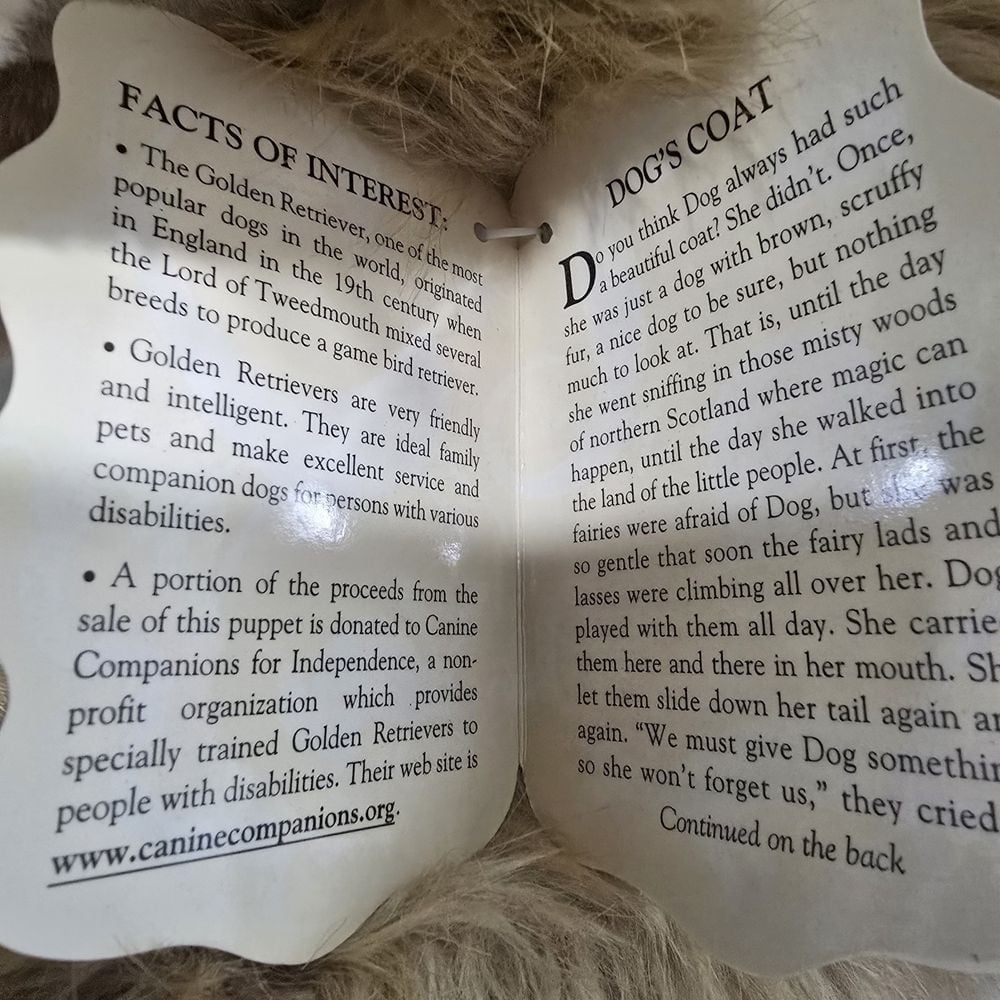 FACTS OF INTEREST:
• The Golden Retriever, one of the most
popular dogs in the world, originated
in England in the 19th century when
the Lord of Tweedmouth mixed several
breeds to produce a game bird retriever.
• Golden Retrievers are very friendly
and intelligent. They are ideal family
pets and make excellent service and
companion dogs for persons with various
disabilities.
• A portion of the proceeds from the
sale of this puppet is donated to Canine
Companions for Independence, a non-
profit organization which provides
specially trained Golden Retrievers to
people with disabilities. Their web site is
www.caninecompanions.org.
DOG'S COAT
Do you think Dog always had such
a beautiful coat? She didn't. Once,
she was just a dog with brown, scruffy
fur, a nice dog to be sure, but nothing
much to look at. That is, until the day
she went sniffing in those misty woods
of northern Scotland where magic can
happen, until the day she walked into
the land of the little people. At first, the
fairies were afraid of Dog, but she was
so gentle that soon the fairy lads and
lasses were climbing all over her. Dog
played with them all day. She carrie
them here and there in her mouth. Sh
let them slide down her tail again an
again. "We must give Dog somethin
so she won't forget us," they cried
Continued on the back